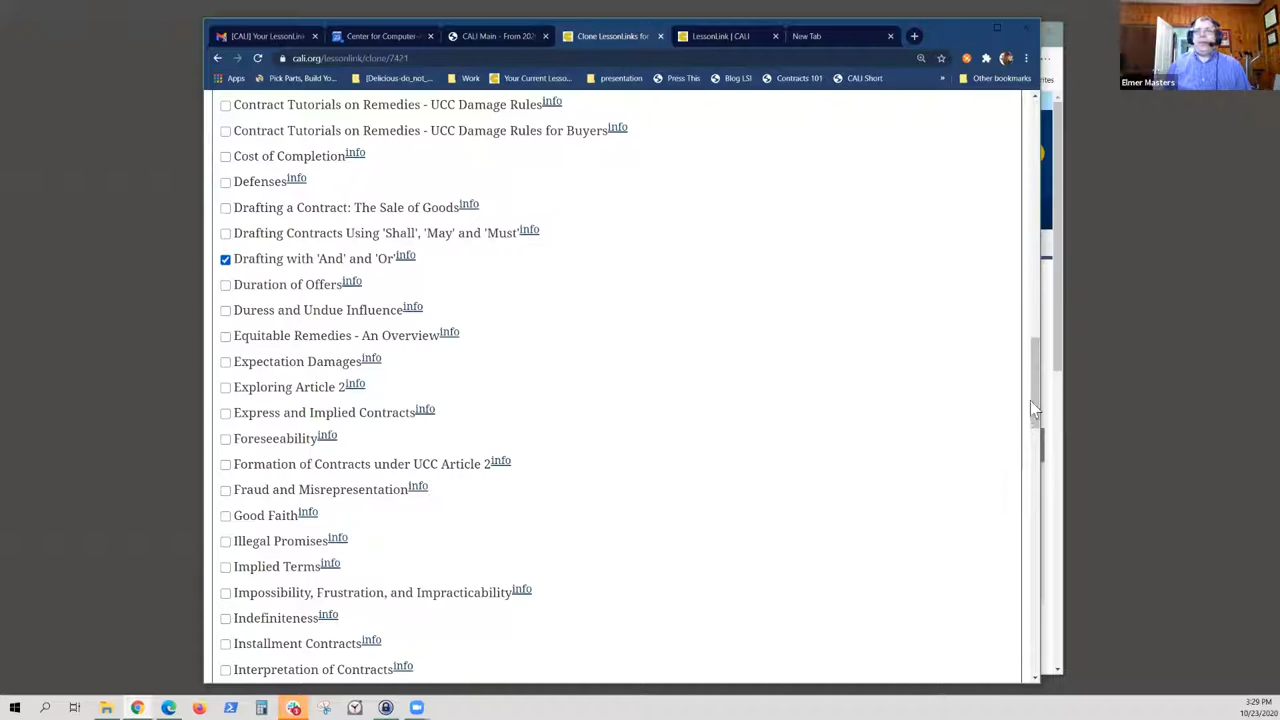 [CALI] Your LessonLin
Center for Computer-
CALI Main - From 202
Clone LessonLinks for
LessonLink | CALI
New Tab
cali.org/lessonlink/clone/7421
Apps
Pick Parts, Build Yo...
[Delicious-do_not_...
Work
Your Current Lesso...
presentation
Press This
Blog LSI
Contracts 101
CALI Short
»
Other bookmarks
Contract Tutorials on Remedies - UCC Damage Rules info
Contract Tutorials on Remedies - UCC Damage Rules for Buyers info
Cost of Completion info
Defenses info
Drafting a Contract: The Sale of Goods info
Drafting Contracts Using 'Shall', 'May' and 'Must' info
Drafting with 'And' and 'Or' info
Duration of Offers info
Duress and Undue Influence info
Equitable Remedies - An Overview info
Expectation Damages info
Exploring Article 2 info
Express and Implied Contracts info
Foreseeability info
Formation of Contracts under UCC Article 2 info
Fraud and Misrepresentation info
Good Faith info
Illegal Promises info
Implied Terms info
Impossibility, Frustration, and Impracticability info
Indefiniteness info
Installment Contracts info
Interpretation of Contracts info
Elmer Masters
3:29 PM
10/23/2020